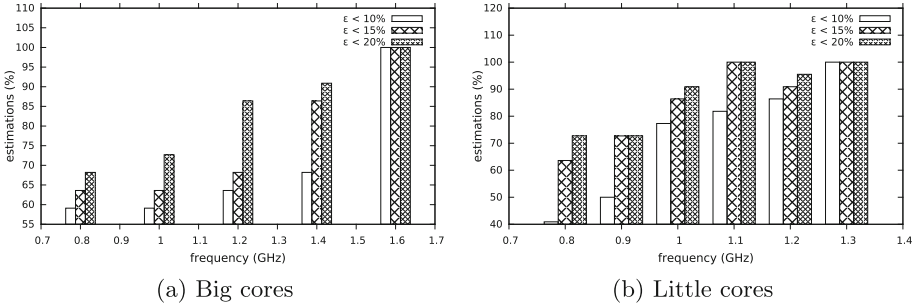 110
105
100
95
90
85
80
75
70
65
60
55
estimations (%)
ε < 10%
ε < 15%
ε < 20%
0.7 0.8 0.9 1 1.1 1.2 1.3 1.4 1.5 1.6 1.7
frequency (GHz)
(a) Big cores
120
110
100
90
80
70
60
50
40
estimations (%)
ε < 10%
ε < 15%
ε < 20%
0.7 0.8 0.9 1 1.1 1.2 1.3 1.4
frequency (GHz)
(b) Little cores